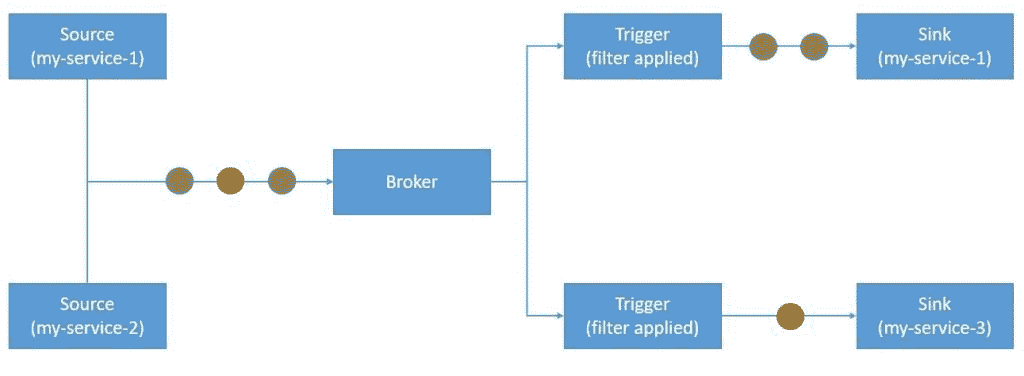 Source
(my-service-1)
Trigger
(filter applied)
Sink
(my-service-1)
Broker
Source
(my-service-2)
Trigger
(filter applied)
Sink
(my-service-3)